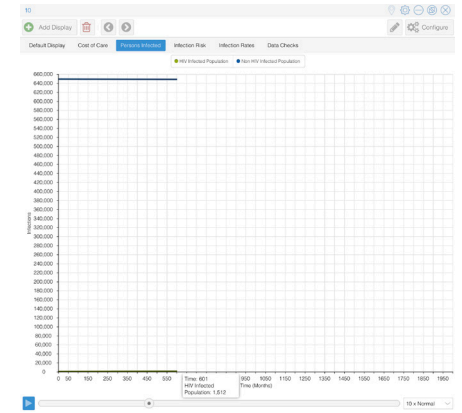 1D
Add Display
Configure
Default Display Cost of Care Persons Infected Infection Risk Infection Rates Data Checks
HIV Infected Population Non HIV Infected Population
660,000
640,000
620,000
600,000
580,000
560,000
540,000
520,000
500,000
480,000
460,000
440,000
420,000
400,000
380,000
360,000
340,000
320,000
300,000
280,000
260,000
240,000
220,000
200,000
180,000
160,000
140,000
120,000
100,000
80,000
60,000
40,000
20,000
0
Infections
0 50 150 250 350 450 550 950 1050 1150 1250 1350 1450 1550 1650 1750 1850 1950
Time (Months)
Time: 601
HIV Infected
Population: 1,512
10 x Normal